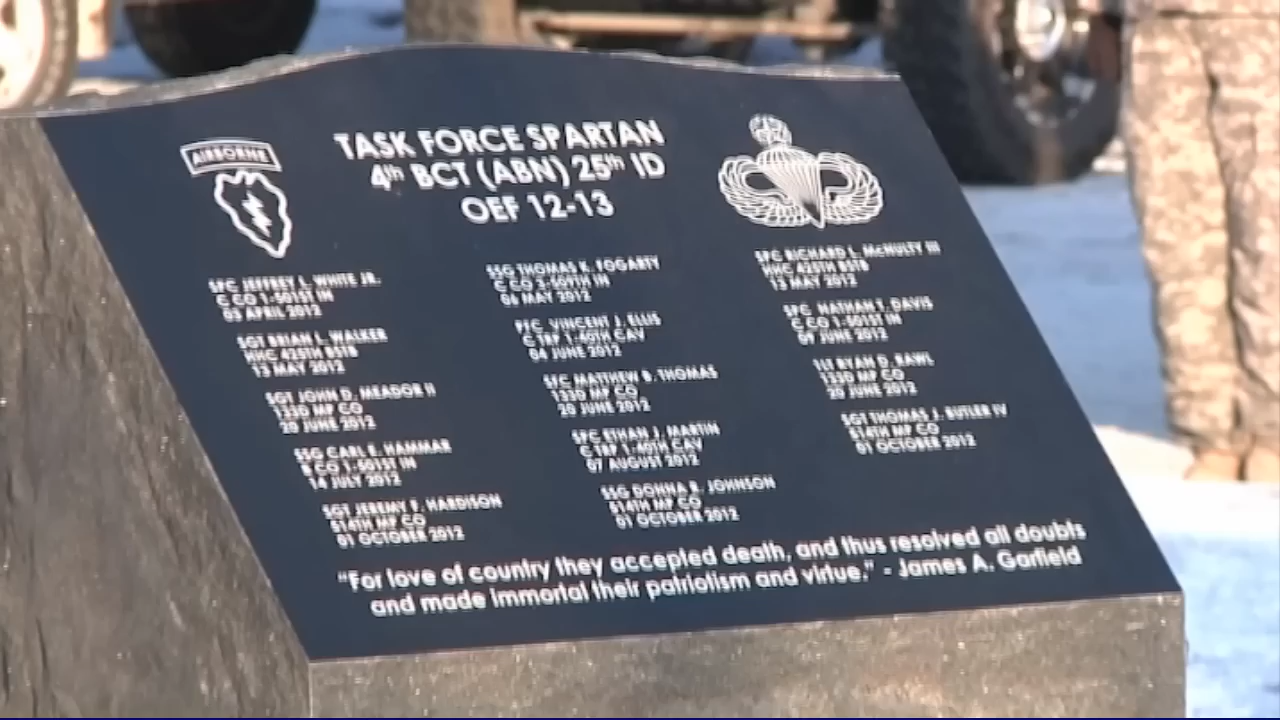 AIRBORNE
TASK FORCE SPARTAN
4th BCT (ABN) 25th ID
OEF 12-13
SPC JEFFREY L. WHITE JR.
C CO 1-501ST IN
03 APRIL 2012
SGT BRIAN L. WALKER
HHC 425TH BSTB
13 MAY 2012
SGT JOHN D. MEADOR II
133D MP CO
20 JUNE 2012
SSG CARL E. HAMMAR
B CO 1-501ST IN
14 JULY 2012
SGT JEREMY F. HARDISON
514TH MP CO
01 OCTOBER 2012
SSG THOMAS K. FOGARTY
C CO 3-509TH IN
06 MAY 2012
PFC VINCENT J. ELLIS
C TRP 1-40TH CAV
04 JUNE 2012
SFC MATTHEW B. THOMAS
133D MP CO
20 JUNE 2012
SPC ETHAN J. MARTIN
C TRP 1-40TH CAV
07 AUGUST 2012
SSG DONNA R. JOHNSON
514TH MP CO
01 OCTOBER 2012
SPC RICHARD L. McNULTY III
HHC 425TH BSTB
13 MAY 2012
SPC NATHAN T. DAVIS
C CO 1-501ST IN
09 JUNE 2012
1LT RYAN D. RAWL
133D MP CO
20 JUNE 2012
SGT THOMAS J. BUTLER IV
514TH MP CO
01 OCTOBER 2012
"For love of country they accepted death, and thus resolved all doubts
and made immortal their patriotism and virtue." - James A. Garfield